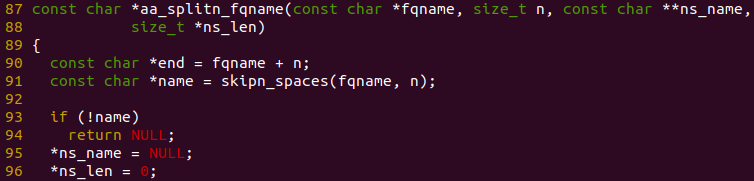 87 const char *aa_splitn_fqname(const char *fqname, size_t n, const char **ns_name,
88            size_t *ns_len)
89 {
90   const char *end = fqname + n;
91   const char *name = skipn_spaces(fqname, n);
92
93   if (!name)
94     return NULL;
95   *ns_name = NULL;
96   *ns_len = 0;